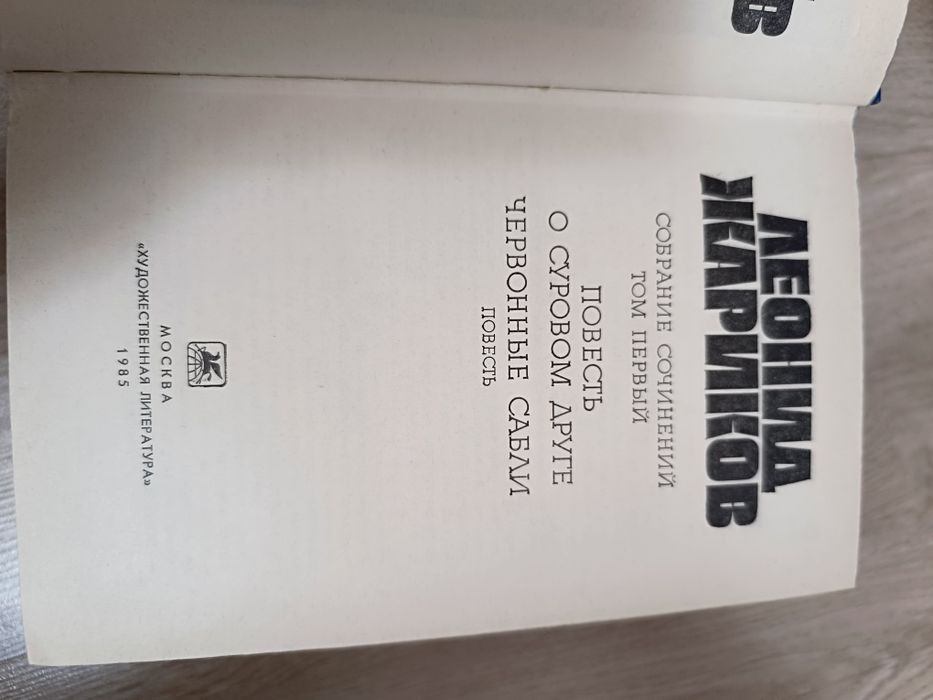 ЛЕОНИД
ЖАРИКОВ
СОБРАНИЕ СОЧИНЕНИЙ
ТОМ ПЕРВЫЙ
ПОВЕСТЬ
О СУРОВОМ ДРУГЕ
ЧЕРВОННЫЕ САБЛИ
ПОВЕСТЬ
МОСКВА
«ХУДОЖЕСТВЕННАЯ ЛИТЕРАТУРА»
1985